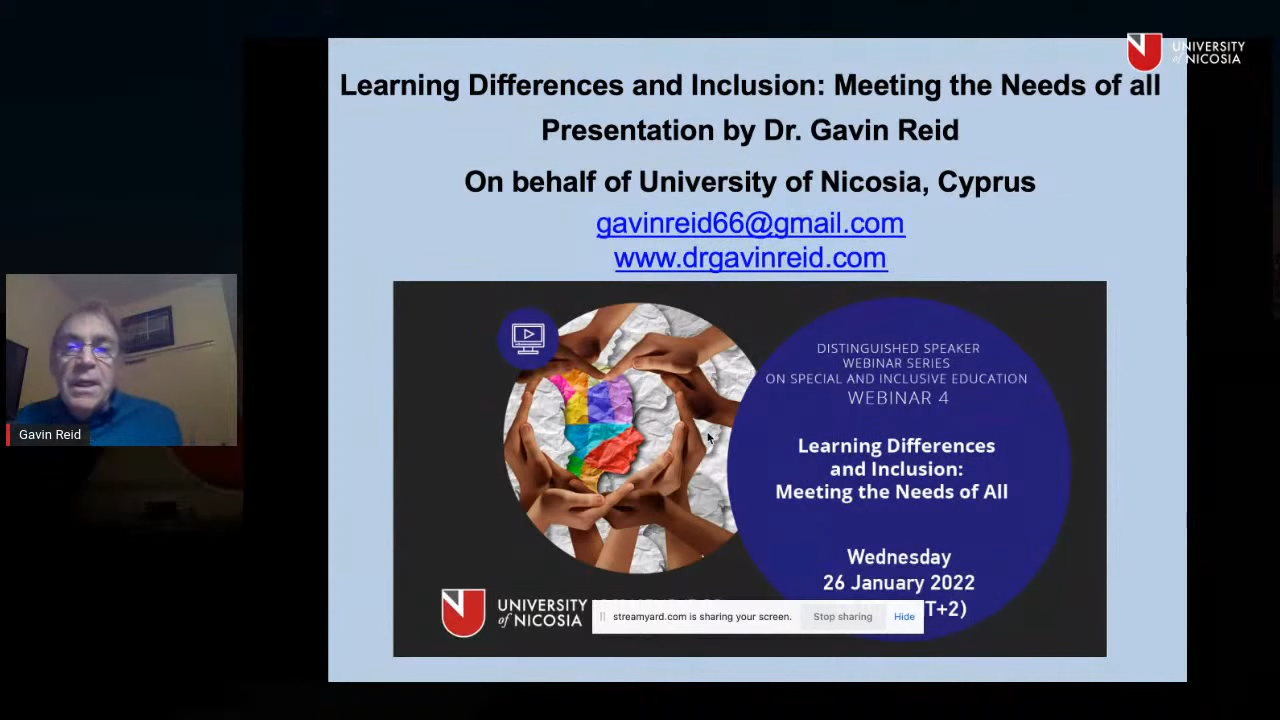 UNIVERSITY
of NICOSIA
Learning Differences and Inclusion: Meeting the Needs of all
Presentation by Dr. Gavin Reid
On behalf of University of Nicosia, Cyprus
gavinreid66@gmail.com
www.drgavinreid.com
DISTINGUISHED SPEAKER
WEBINAR SERIES
ON SPECIAL AND INCLUSIVE EDUCATION
WEBINAR 4
Learning Differences
and Inclusion:
Meeting the Needs of All
Wednesday
26 January 2022
T+2)
UNIVERSITY
of NICOSIA
streamyard.com is sharing your screen. Stop sharing Hide
Gavin Reid